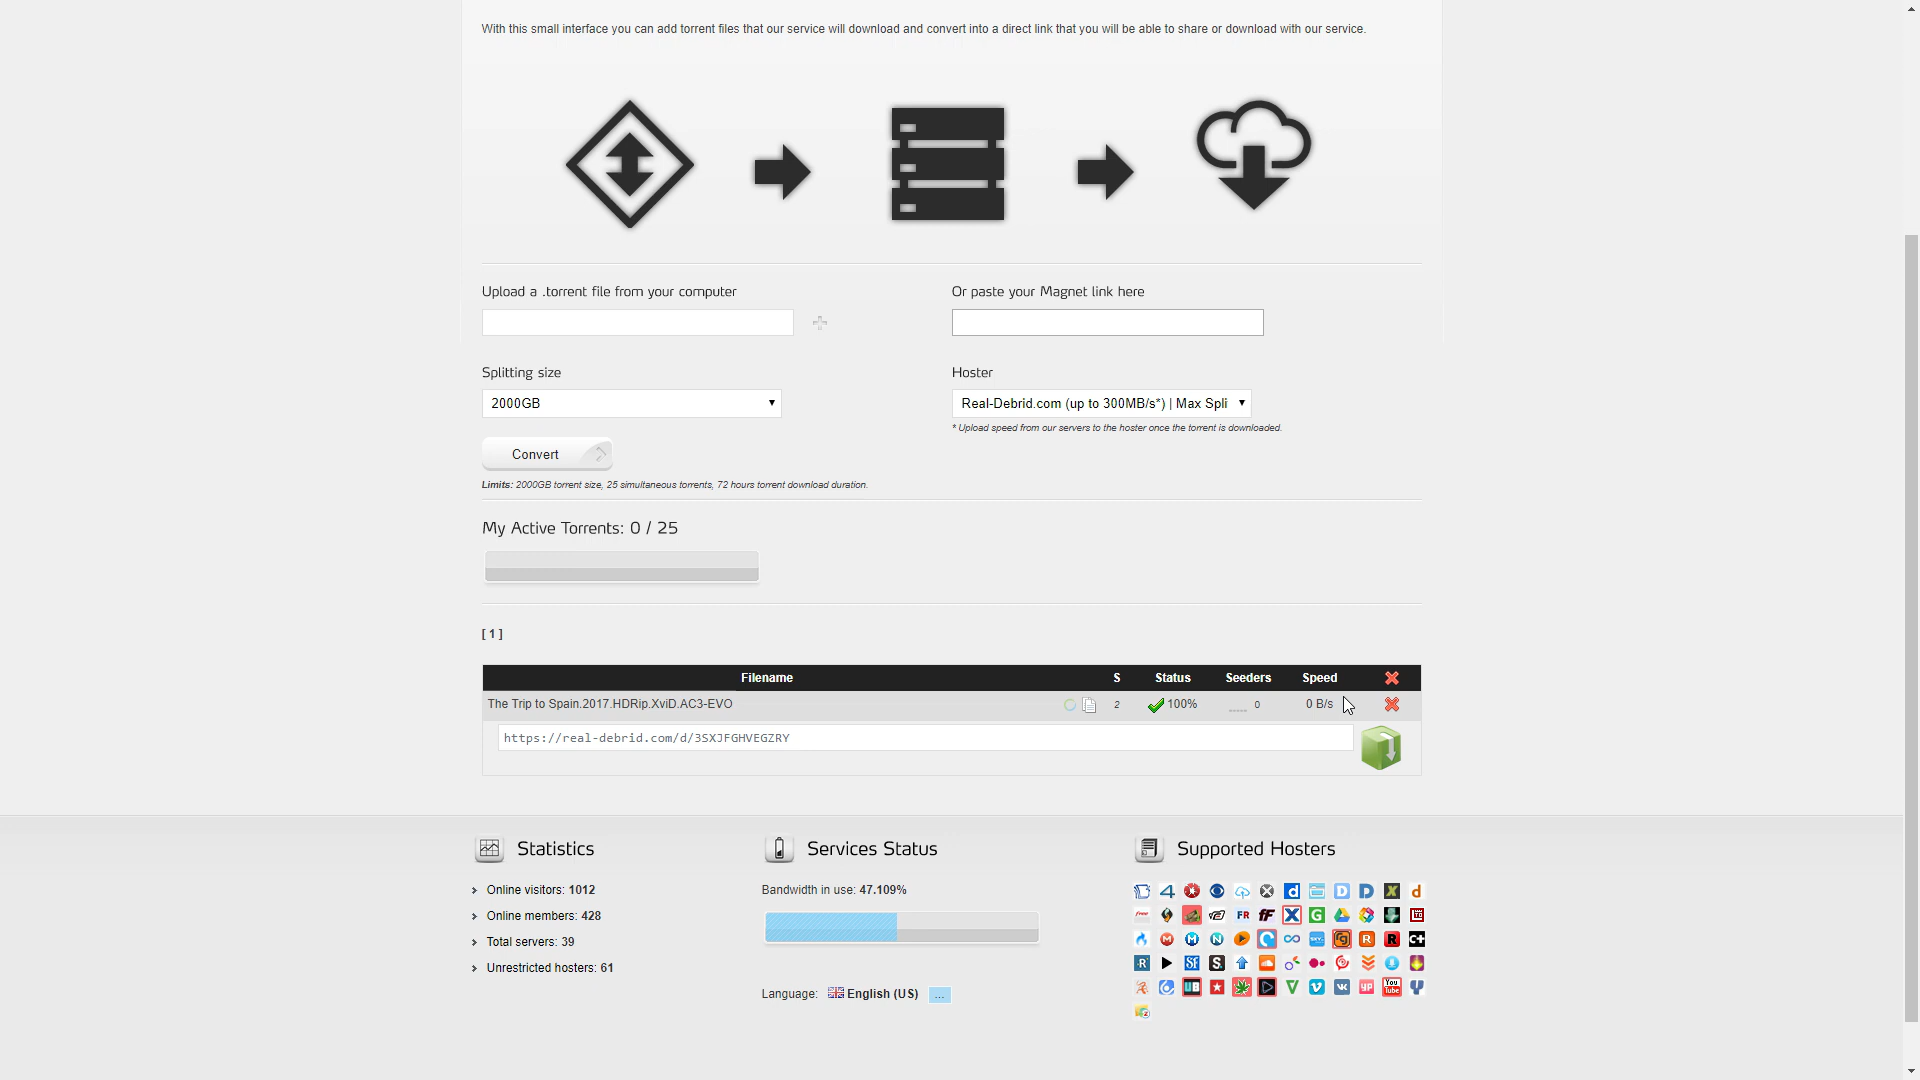 With this small interface you can add torrent files that our service will download and convert into a direct link that you will be able to share or download with our service.
Upload a .torrent file from your computer
Or paste your Magnet link here
Splitting size
Hoster
2000GB
Real-Debrid.com (up to 300MB/s*) | Max Spli
* Upload speed from our servers to the hoster once the torrent is downloaded.
Convert
Limits: 2000GB torrent size, 25 simultaneous torrents, 72 hours torrent download duration.
My Active Torrents: 0 / 25
[ 1 ]
Filename S Status Seeders Speed
The Trip to Spain.2017.HDRip.XviD.AC3-EVO 2 100% 0 0 B/s
https://real-debrid.com/d/3SXJFGHVEGZRY
Statistics
Online visitors: 1012
Online members: 428
Total servers: 39
Unrestricted hosters: 61
Services Status
Bandwidth in use: 47.109%
Language: English (US) ...
Supported Hosters